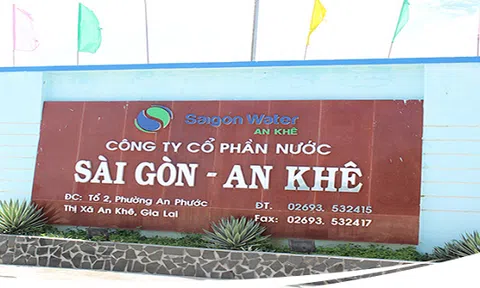 Saigon Water
AN KHÊ
CÔNG TY CỔ PHẦN NƯỚC
SÀI GÒN - AN KHÊ
ĐC: Tổ 2, Phường An Phước ĐT. 02693. 532415
Thị Xã An Khê, Gia Lai Fax: 02693. 532417